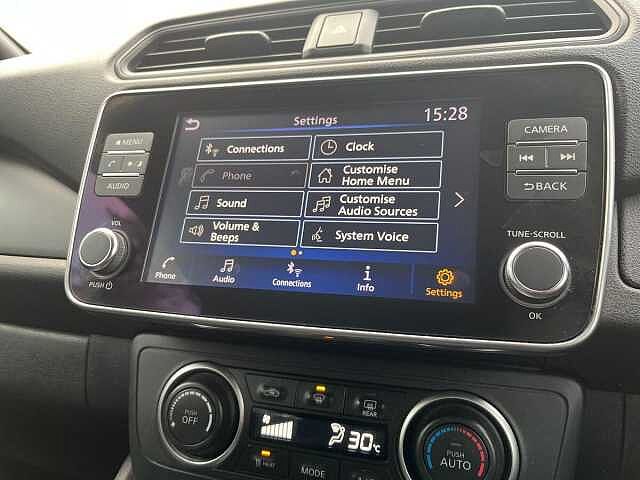 Settings
15:28
Connections
Clock
Phone
Customise
Home Menu
Sound
Customise
Audio Sources
Volume &
Beeps
System Voice
Phone
Audio
Connections
Info
Settings
MENU
AUDIO
VOL
PUSH
CAMERA
BACK
TUNE·SCROLL
OK
PUSH
OFF
REAR
30°C
HEAT
MODE
PUSH
AUTO